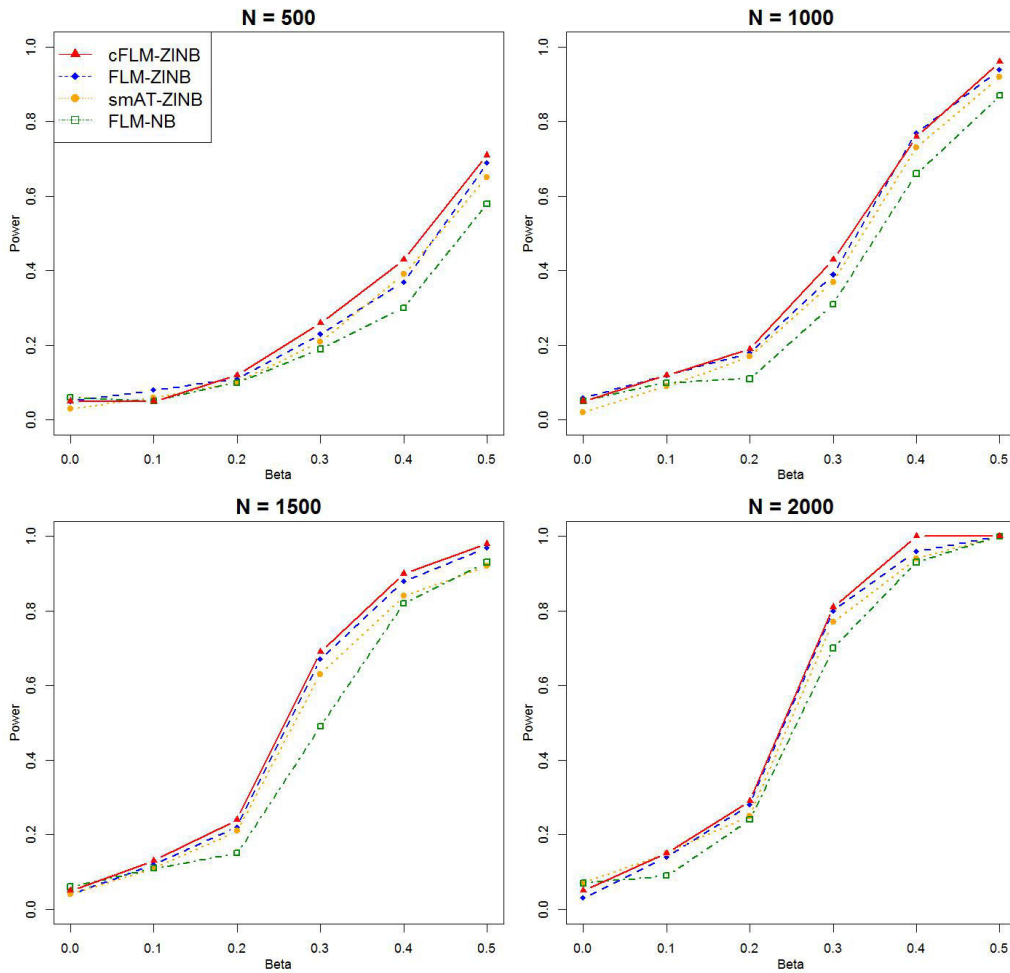 N = 500
cFLM-ZINB
FLM-ZINB
smAT-ZINB
FLM-NB
Power
0.0 0.2 0.4 0.6 0.8 1.0
0.0 0.1 0.2 0.3 0.4 0.5
Beta
N = 1000
Power
0.0 0.2 0.4 0.6 0.8 1.0
0.0 0.1 0.2 0.3 0.4 0.5
Beta
N = 1500
Power
0.0 0.2 0.4 0.6 0.8 1.0
0.0 0.1 0.2 0.3 0.4 0.5
Beta
N = 2000
Power
0.0 0.2 0.4 0.6 0.8 1.0
0.0 0.1 0.2 0.3 0.4 0.5
Beta